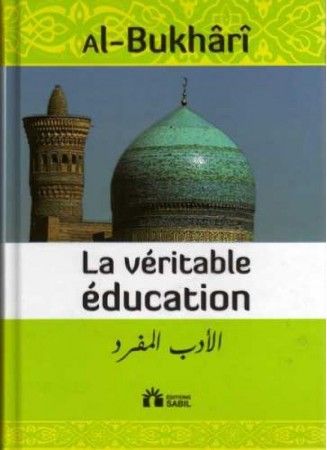 Al-Bukhârî
La véritable
éducation
الأدب المفرد
EDITIONS
SABIL